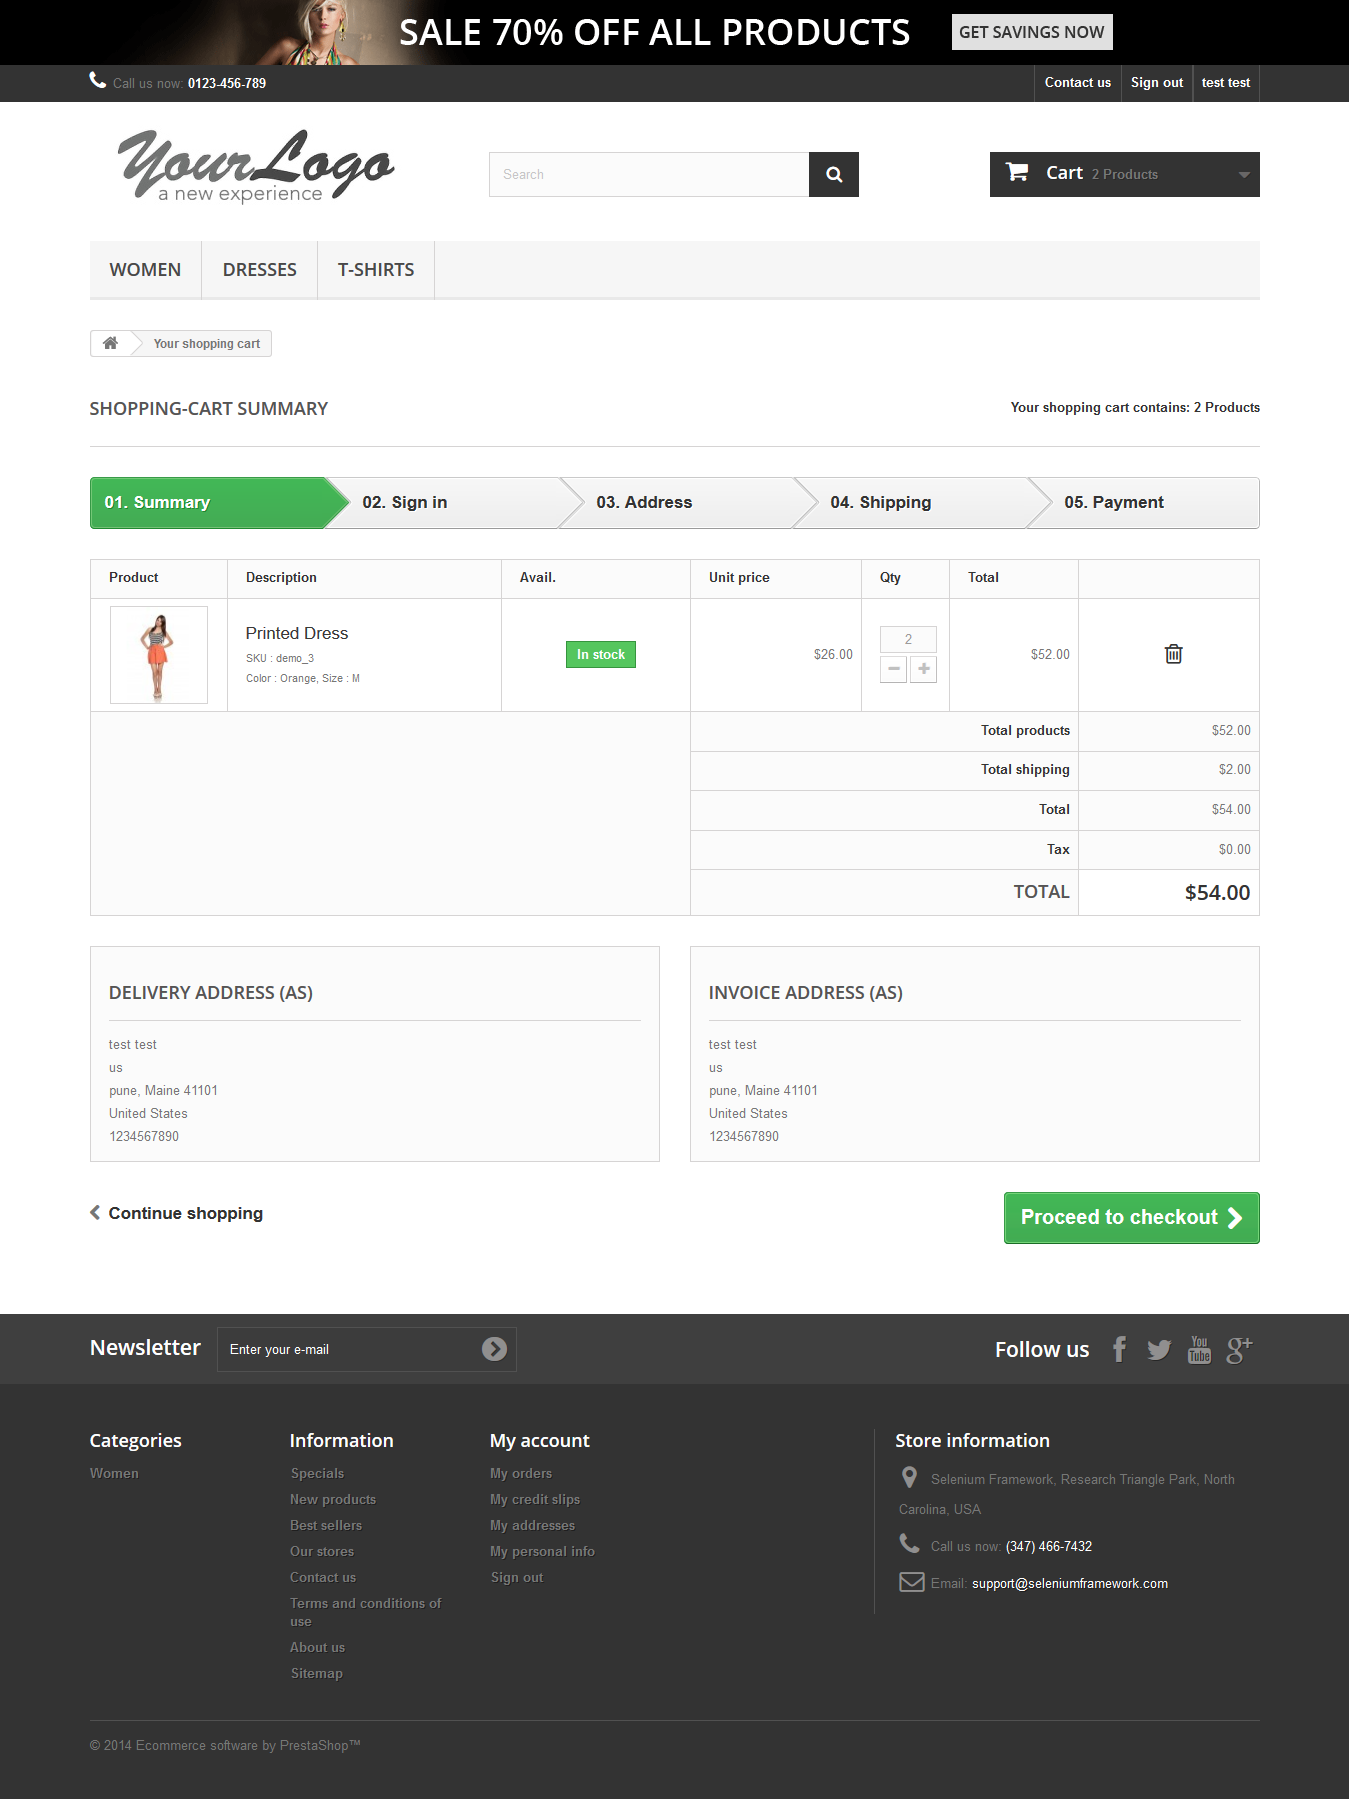 SALE 70% OFF ALL PRODUCTS GET SAVINGS NOW
Call us now: 0123-456-789 Contact us Sign out test test
YourLogo
a new experience
Search
Cart 2 Products
WOMEN DRESSES T-SHIRTS
Your shopping cart
SHOPPING-CART SUMMARY Your shopping cart contains: 2 Products
01. Summary 02. Sign in 03. Address 04. Shipping 05. Payment
Product Description Avail. Unit price Qty Total
Printed Dress
SKU : demo_3
Color : Orange, Size : M
In stock $26.00 2 $52.00
Total products $52.00
Total shipping $2.00
Total $54.00
Tax $0.00
TOTAL $54.00
DELIVERY ADDRESS (AS)
test test
us
pune, Maine 41101
United States
1234567890
INVOICE ADDRESS (AS)
test test
us
pune, Maine 41101
United States
1234567890
Continue shopping Proceed to checkout
Newsletter Enter your e-mail Follow us You Tube
Categories
Women
Information
Specials
New products
Best sellers
Our stores
Contact us
Terms and conditions of
use
About us
Sitemap
My account
My orders
My credit slips
My addresses
My personal info
Sign out
Store information
Selenium Framework, Research Triangle Park, North
Carolina, USA
Call us now: (347) 466-7432
Email: support@seleniumframework.com
© 2014 Ecommerce software by PrestaShop™